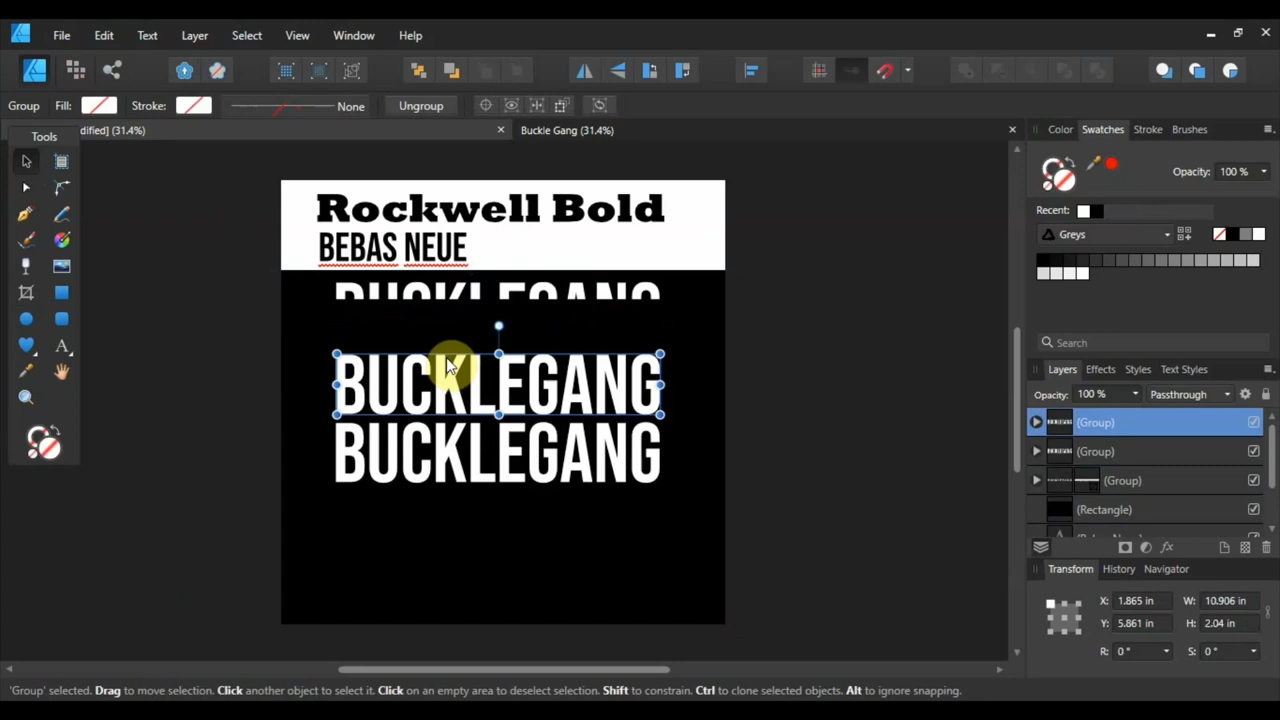 File Edit Text Layer Select View Window Help
Group Fill: Stroke: None Ungroup
Tools
dified] (31.4%) Buckle Gang (31.4%)
Color Swatches Stroke Brushes
Opacity: 100 %
Recent:
Greys
Rockwell Bold
BEBAS NEUE
BUCKLEGANG
BUCKLEGANG
BUCKLEGANG
Search
Layers Effects Styles Text Styles
Opacity: 100 % Passthrough
(Group)
(Group)
(Group)
(Rectangle)
Transform History Navigator
X: 1.865 in W: 10.906 in
Y: 5.861 in H: 2.04 in
R: 0 ° S: 0 °
'Group' selected. Drag to move selection. Click another object to select it. Click on an empty area to deselect selection. Shift to constrain. Ctrl to clone selected objects. Alt to ignore snapping.